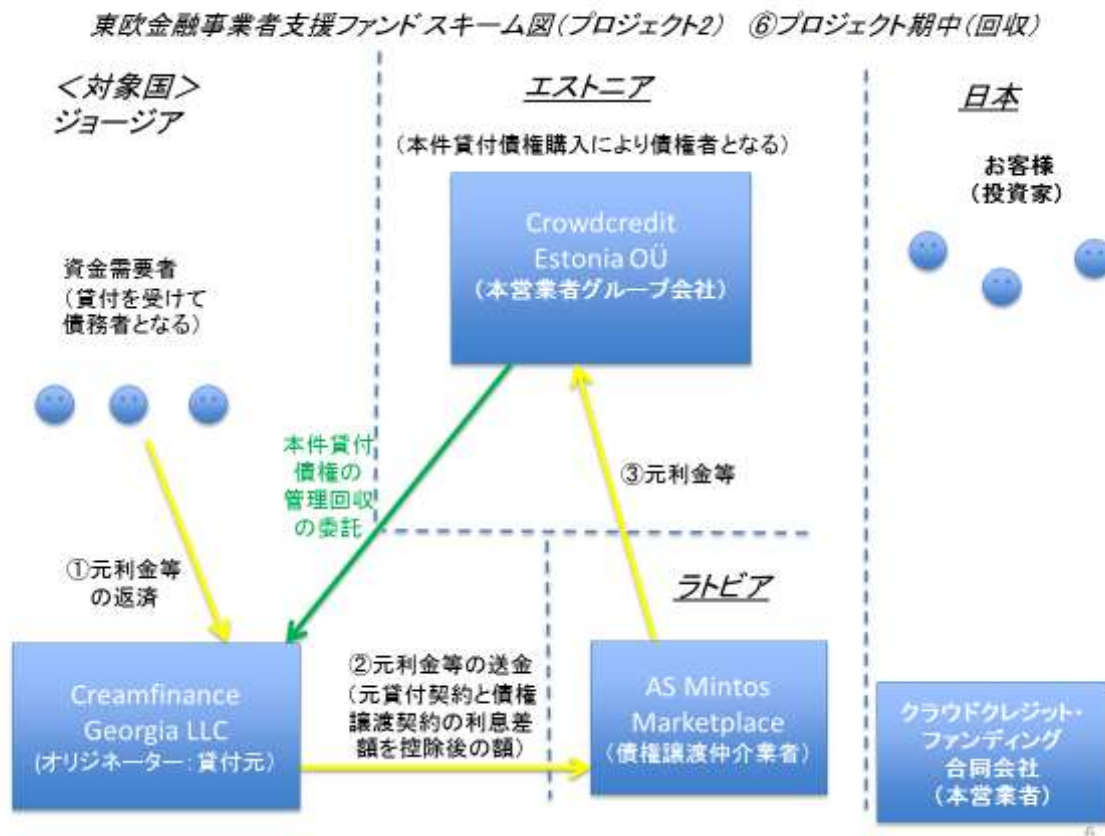 東欧金融事業者支援ファンドスキーム図(プロジェクト2) ⑥プロジェクト期中(回収)
＜対象国＞
ジョージア
エストニア
日本
(本件貸付債権購入により債権者となる)
お客様
(投資家)
Crowdcredit
Estonia OÜ
(本営業者グループ会社)
資金需要者
(貸付を受けて
債務者となる)
本件貸付
債権の
管理回収
の委託
③元利金等
①元利金等
の返済
ラトビア
②元利金等の送金
(元貸付契約と債権
譲渡契約の利息差
額を控除後の額)
Creamfinance
Georgia LLC
(オリジネーター：貸付元)
AS Mintos
Marketplace
(債権譲渡仲介業者)
クラウドクレジット・
ファンディング
合同会社
(本営業者)
6